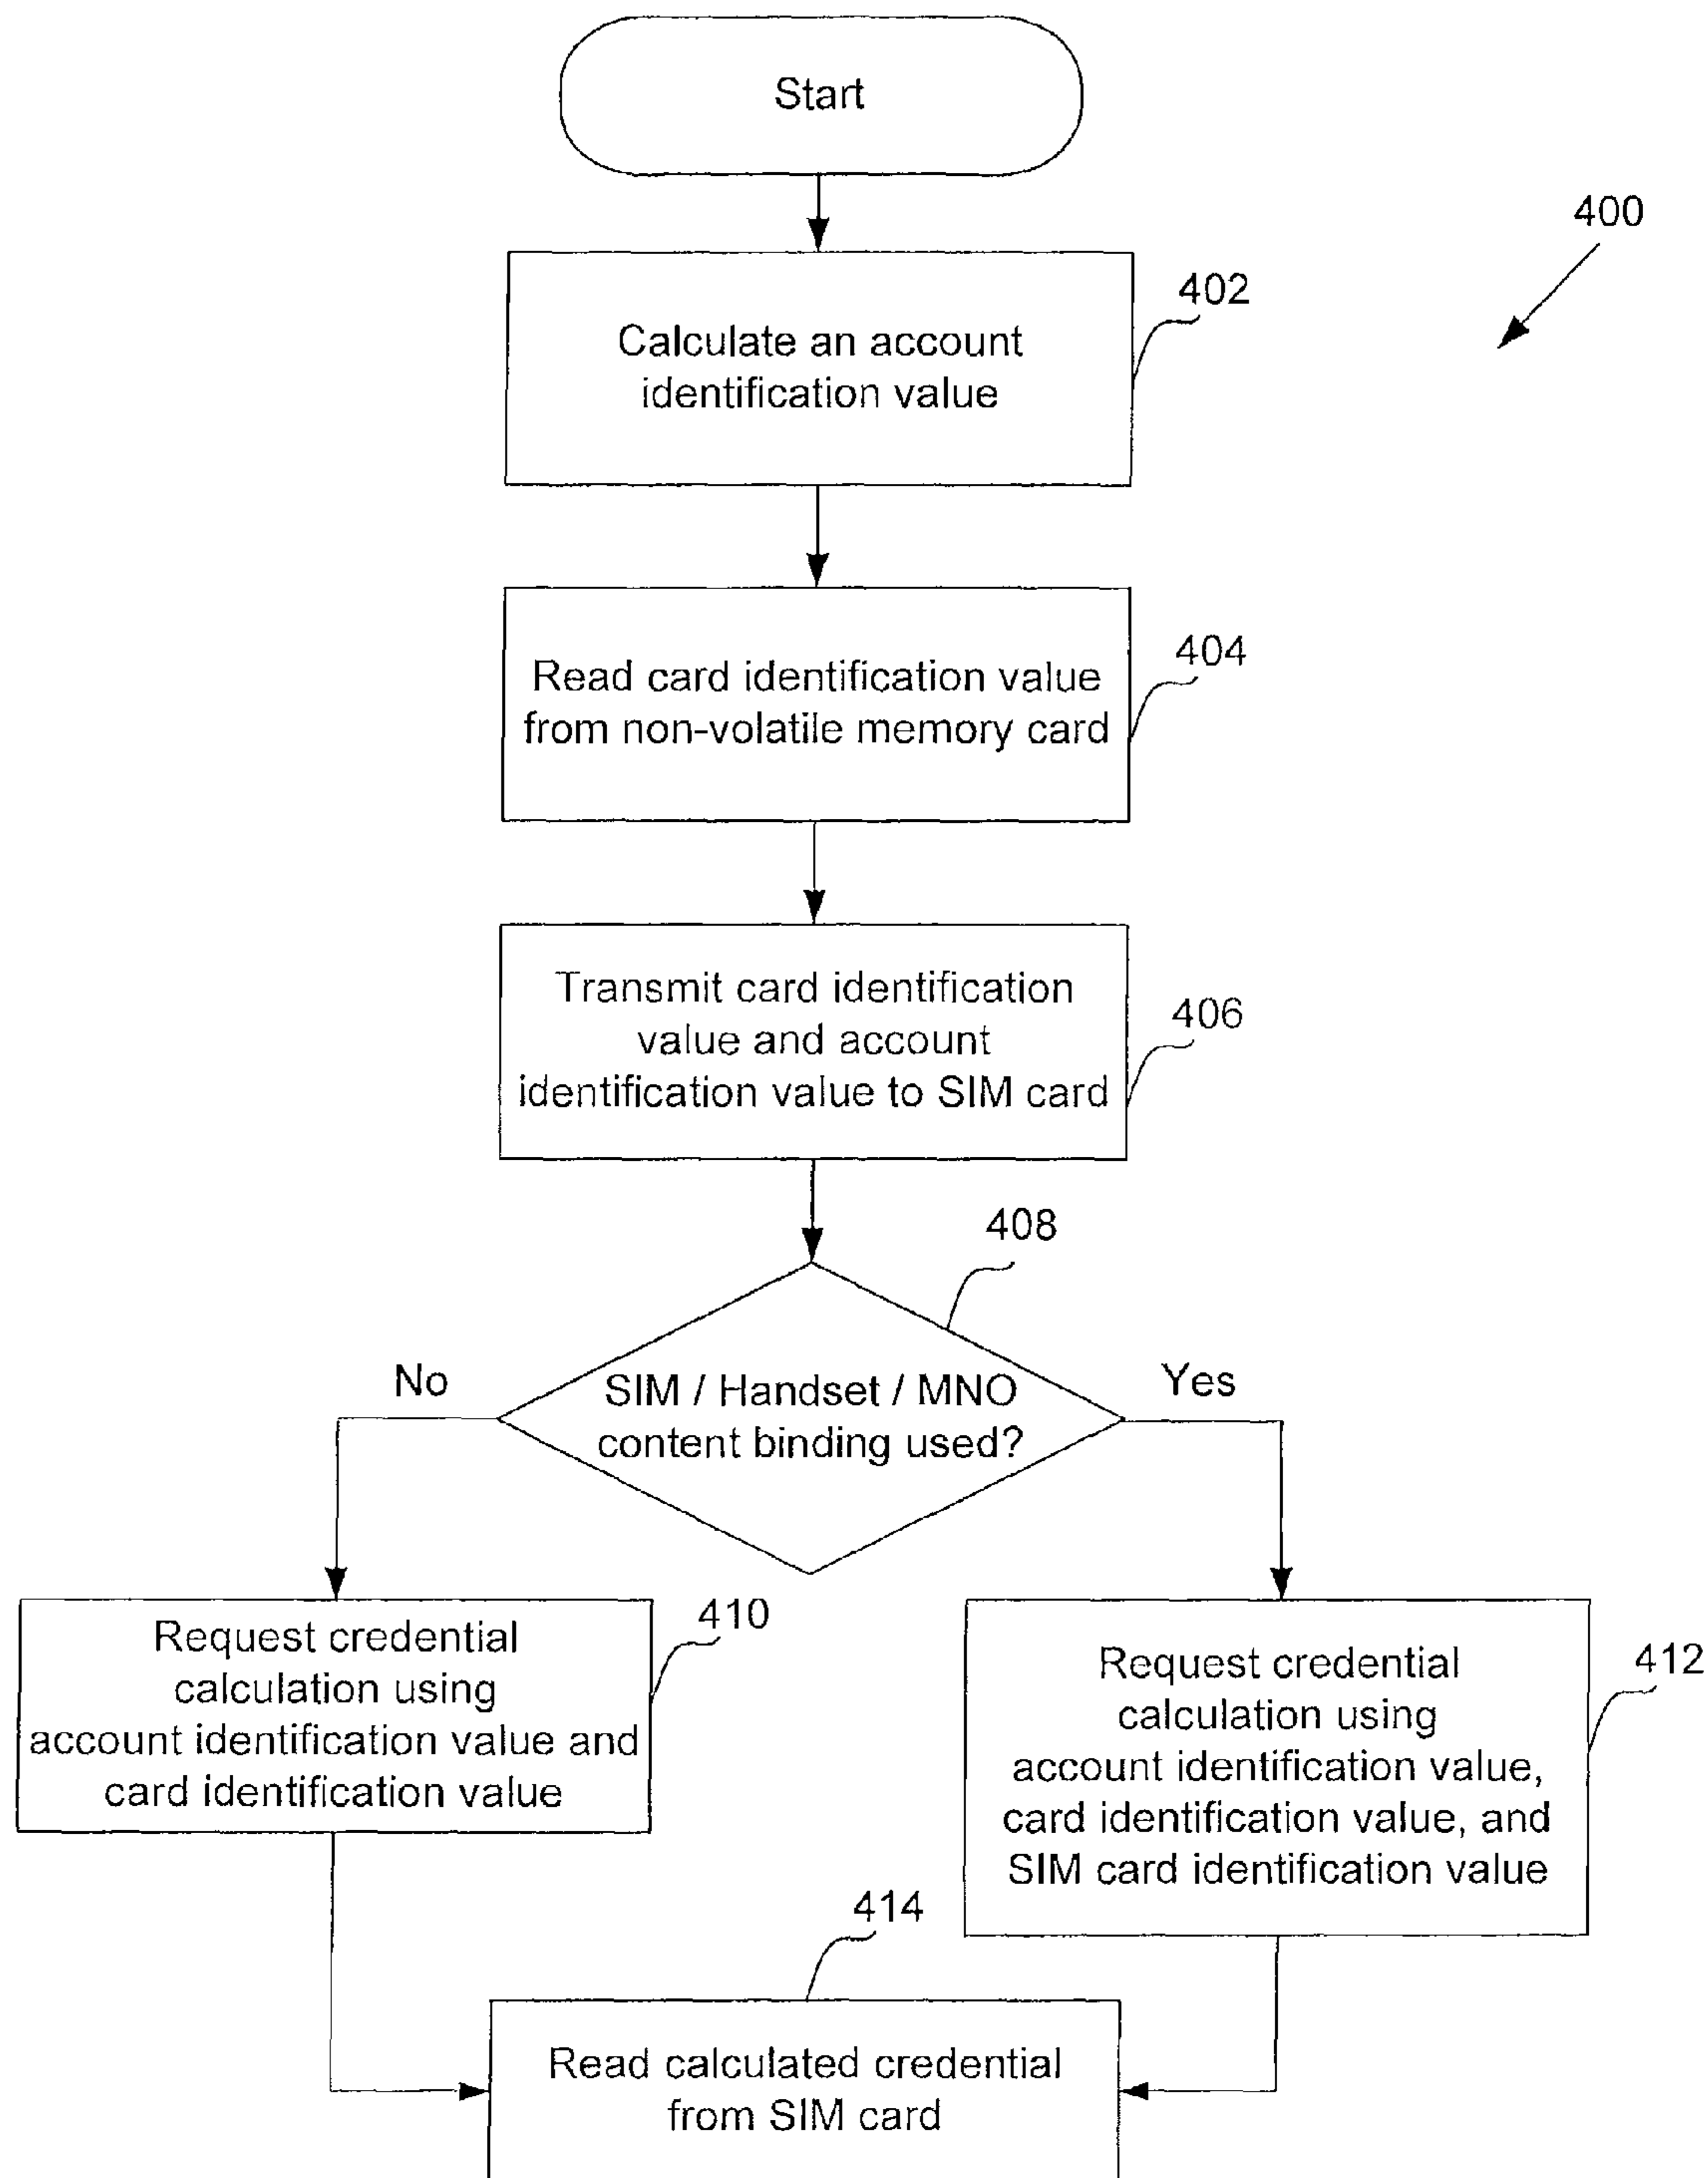 Start
400
402
Calculate an account
identification value
404
Read card identification value
from non-volatile memory card
406
Transmit card identification
value and account
identification value to SIM card
408
No
SIM / Handset / MNO
content binding used?
Yes
410
Request credential
calculation using
account identification value and
card identification value
412
Request credential
calculation using
account identification value,
card identification value, and
SIM card identification value
414
Read calculated credential
from SIM card